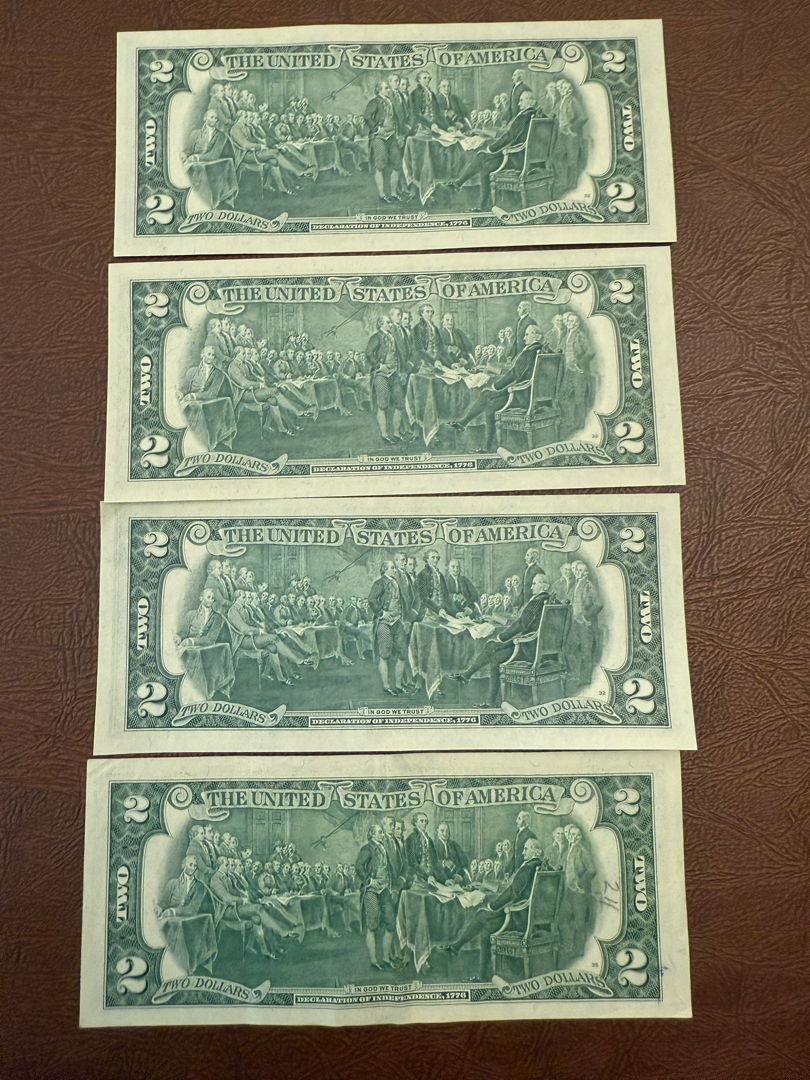 2 THE UNITED STATES OF AMERICA 2
TWO TWO
2 TWO DOLLARS IN GOD WE TRUST TWO DOLLARS 2
DECLARATION OF INDEPENDENCE, 1776
2 THE UNITED STATES OF AMERICA 2
TWO TWO
33
2 TWO DOLLARS IN GOD WE TRUST TWO DOLLARS 2
DECLARATION OF INDEPENDENCE, 1776
2 THE UNITED STATES OF AMERICA 2
TWO TWO
2 TWO DOLLARS IN GOD WE TRUST TWO DOLLARS 2
DECLARATION OF INDEPENDENCE, 1776
2 THE UNITED STATES OF AMERICA 2
TWO TWO
2 TWO DOLLARS IN GOD WE TRUST TWO DOLLARS 2
DECLARATION OF INDEPENDENCE, 1776